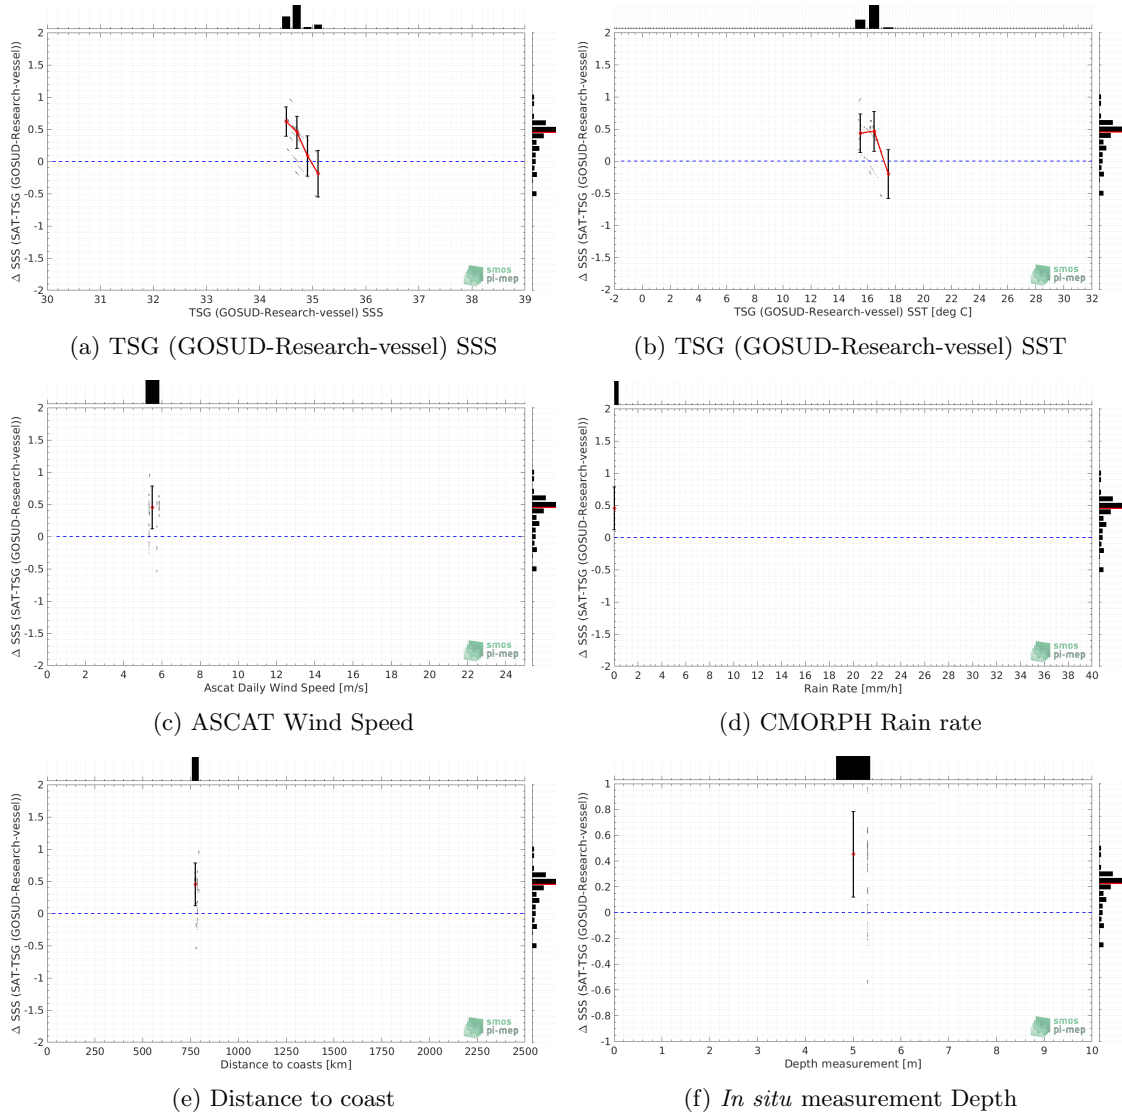 2
1.5
1
0.5
0
-0.5
-1
-1.5
-2
Δ SSS (SAT-TSG (GOSUD-Research-vessel))
30 31 32 33 34 35 36 37 38 39
TSG (GOSUD-Research-vessel) SSS
smos
pi-mep
(a) TSG (GOSUD-Research-vessel) SSS
2
1.5
1
0.5
0
-0.5
-1
-1.5
-2
Δ SSS (SAT-TSG (GOSUD-Research-vessel))
-2 0 2 4 6 8 10 12 14 16 18 20 22 24 26 28 30 32
TSG (GOSUD-Research-vessel) SST [deg C]
smos
pi-mep
(b) TSG (GOSUD-Research-vessel) SST
2
1.5
1
0.5
0
-0.5
-1
-1.5
-2
Δ SSS (SAT-TSG (GOSUD-Research-vessel))
0 2 4 6 8 10 12 14 16 18 20 22 24
Ascat Daily Wind Speed [m/s]
smos
pi-mep
(c) ASCAT Wind Speed
2
1.5
1
0.5
0
-0.5
-1
-1.5
-2
Δ SSS (SAT-TSG (GOSUD-Research-vessel))
0 2 4 6 8 10 12 14 16 18 20 22 24 26 28 30 32 34 36 38 40
Rain Rate [mm/h]
smos
pi-mep
(d) CMORPH Rain rate
2
1.5
1
0.5
0
-0.5
-1
-1.5
-2
Δ SSS (SAT-TSG (GOSUD-Research-vessel))
0 250 500 750 1000 1250 1500 1750 2000 2250 2500
Distance to coasts [km]
smos
pi-mep
(e) Distance to coast
1
0.8
0.6
0.4
0.2
0
-0.2
-0.4
-0.6
-0.8
-1
Δ SSS (SAT-TSG (GOSUD-Research-vessel))
0 1 2 3 4 5 6 7 8 9 10
Depth measurement [m]
smos
pi-mep
(f) In situ measurement Depth